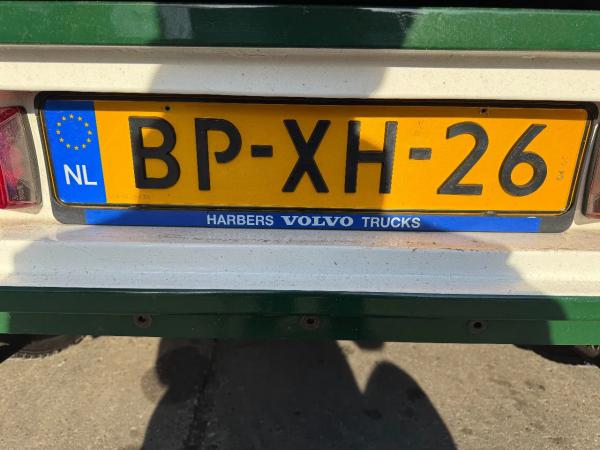 NL BP-XH-26
HARBERS VOLVO TRUCKS